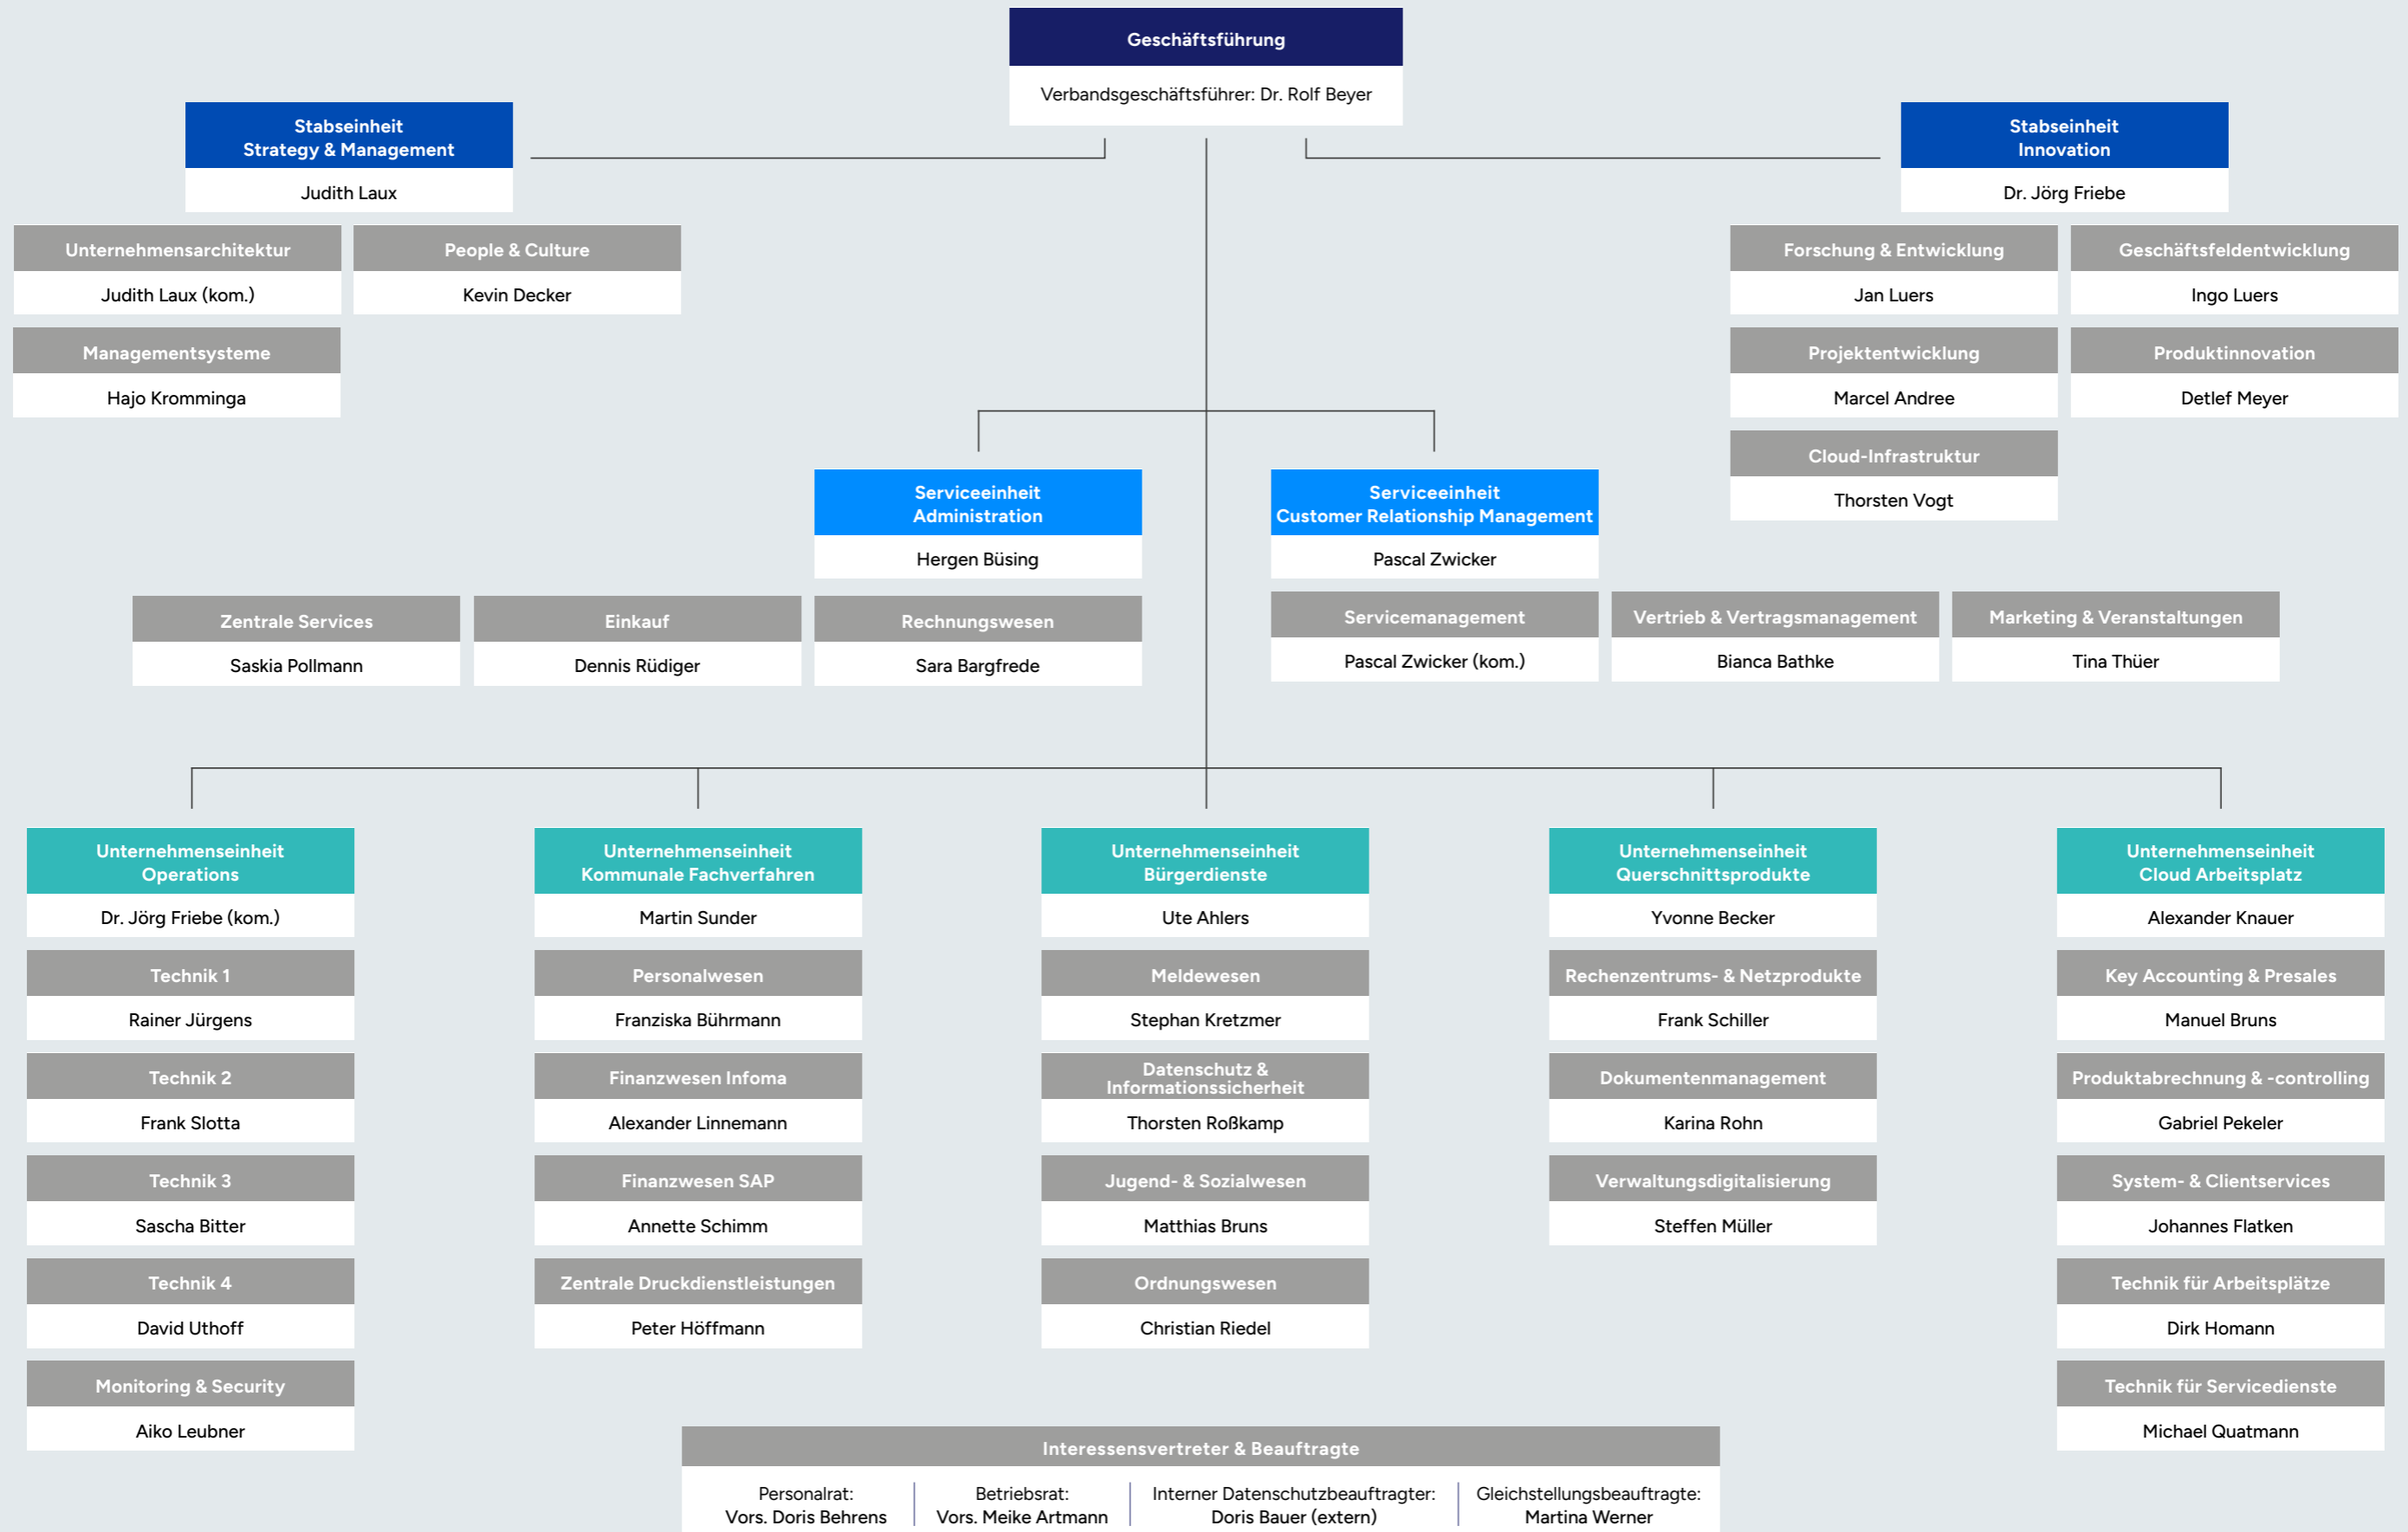 Geschäftsführung
Verbandsgeschäftsführer: Dr. Rolf Beyer
Stabseinheit
Strategy & Management
Judith Laux
Unternehmensarchitektur
Judith Laux (kom.)
People & Culture
Kevin Decker
Managementsysteme
Hajo Kromminga
Stabseinheit
Innovation
Dr. Jörg Friebe
Forschung & Entwicklung
Jan Luers
Geschäftsfeldentwicklung
Ingo Luers
Projektentwicklung
Marcel Andree
Produktinnovation
Detlef Meyer
Cloud-Infrastruktur
Thorsten Vogt
Serviceeinheit
Administration
Hergen Büsing
Zentrale Services
Saskia Pollmann
Einkauf
Dennis Rüdiger
Rechnungswesen
Sara Bargfrede
Serviceeinheit
Customer Relationship Management
Pascal Zwicker
Servicemanagement
Pascal Zwicker (kom.)
Vertrieb & Vertragsmanagement
Bianca Bathke
Marketing & Veranstaltungen
Tina Thüer
Unternehmenseinheit
Operations
Dr. Jörg Friebe (kom.)
Technik 1
Rainer Jürgens
Technik 2
Frank Slotta
Technik 3
Sascha Bitter
Technik 4
David Uthoff
Monitoring & Security
Aiko Leubner
Unternehmenseinheit
Kommunale Fachverfahren
Martin Sunder
Personalwesen
Franziska Bührmann
Finanzwesen Infoma
Alexander Linnemann
Finanzwesen SAP
Annette Schimm
Zentrale Druckdienstleistungen
Peter Höffmann
Unternehmenseinheit
Bürgerdienste
Ute Ahlers
Meldewesen
Stephan Kretzmer
Datenschutz &
Informationssicherheit
Thorsten Roßkamp
Jugend- & Sozialwesen
Matthias Bruns
Ordnungswesen
Christian Riedel
Unternehmenseinheit
Querschnittsprodukte
Yvonne Becker
Rechenzentrums- & Netzprodukte
Frank Schiller
Dokumentenmanagement
Karina Rohn
Verwaltungsdigitalisierung
Steffen Müller
Unternehmenseinheit
Cloud Arbeitsplatz
Alexander Knauer
Key Accounting & Presales
Manuel Bruns
Produktabrechnung & -controlling
Gabriel Pekeler
System- & Clientservices
Johannes Flatken
Technik für Arbeitsplätze
Dirk Homann
Technik für Servicedienste
Michael Quatmann
Interessensvertreter & Beauftragte
Personalrat:
Vors. Doris Behrens
Betriebsrat:
Vors. Meike Artmann
Interner Datenschutzbeauftragter:
Doris Bauer (extern)
Gleichstellungsbeauftragte:
Martina Werner